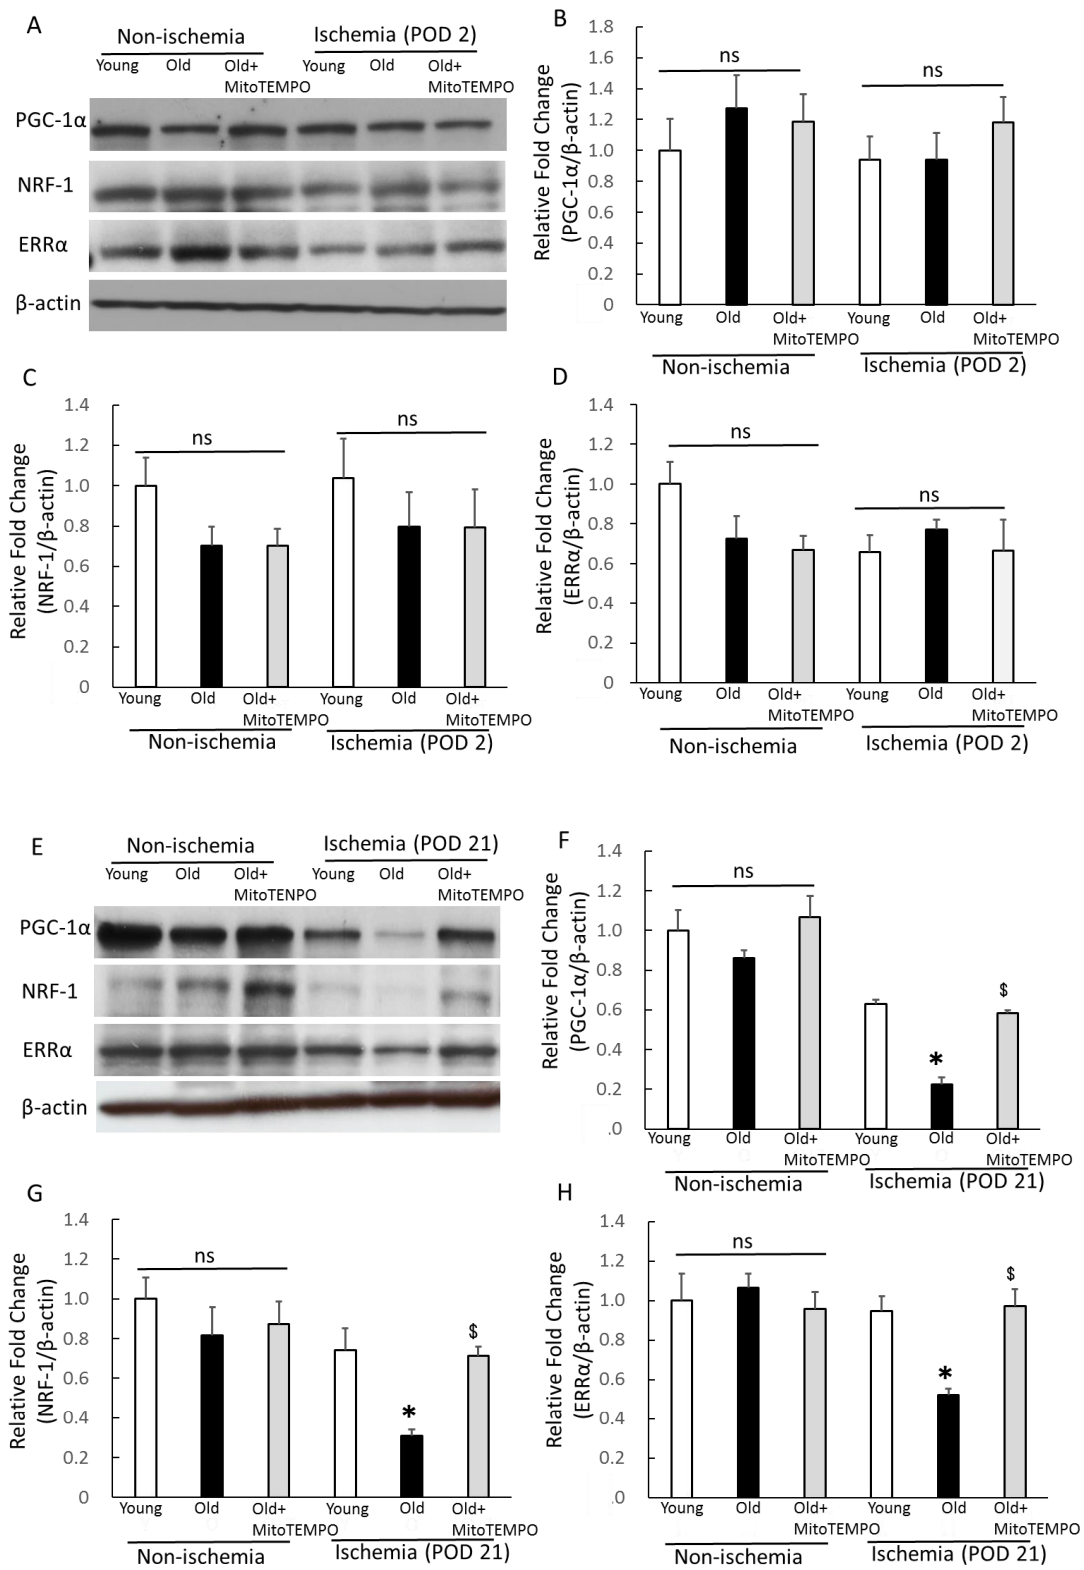 A
Non-ischemia
Ischemia (POD 2)
Young
Old
Old+
MitoTEMPO
Young
Old
Old+
MitoTEMPO
PGC-1α
NRF-1
ERRα
β-actin
B
Relative Fold Change
(PGC-1α/β-actin)
1.8
1.6
1.4
1.2
1.0
0.8
0.6
0.4
0.2
0
ns
ns
Young
Old
Old+
MitoTEMPO
Young
Old
Old+
MitoTEMPO
Non-ischemia
Ischemia (POD 2)
C
Relative Fold Change
(NRF-1/β-actin)
1.4
1.2
1.0
0.8
0.6
0.4
0.2
0
ns
ns
Young
Old
Old+
MitoTEMPO
Young
Old
Old+
MitoTEMPO
Non-ischemia
Ischemia (POD 2)
D
Relative Fold Change
(ERRα/β-actin)
1.4
1.2
1.0
0.8
0.6
0.4
0.2
0
ns
ns
Young
Old
Old+
MitoTEMPO
Young
Old
Old+
MitoTEMPO
Non-ischemia
Ischemia (POD 2)
E
Non-ischemia
Ischemia (POD 21)
Young
Old
Old+
MitoTENPO
Young
Old
Old+
MitoTEMPO
PGC-1α
NRF-1
ERRα
β-actin
F
Relative Fold Change
(PGC-1α/β-actin)
1.4
1.2
1.0
0.8
0.6
0.4
0.2
.0
ns
*
$
Young
Old
Old+
MitoTEMPO
Young
Old
Old+
MitoTEMPO
Non-ischemia
Ischemia (POD 21)
G
Relative Fold Change
(NRF-1/β-actin)
1.4
1.2
1.0
0.8
0.6
0.4
0.2
0
ns
*
$
Young
Old
Old+
MitoTEMPO
Young
Old
Old+
MitoTEMPO
Non-ischemia
Ischemia (POD 21)
H
Relative Fold Change
(ERRα/β-actin)
1.4
1.2
1.0
0.8
0.6
0.4
0.2
.0
ns
*
$
Young
Old
Old+
MitoTEMPO
Young
Old
Old+
MitoTEMPO
Non-ischemia
Ischemia (POD 21)